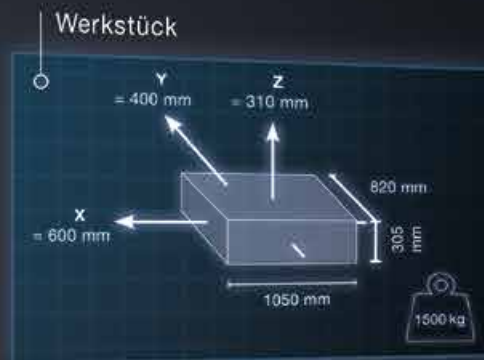 Werkstück
Y
= 400 mm
Z
= 310 mm
X
= 600 mm
820 mm
305
mm
1050 mm
1500 kg